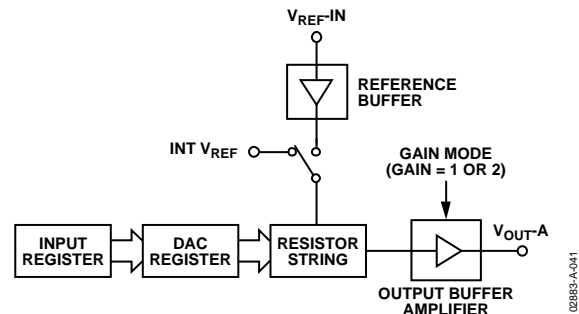 VREF-IN
REFERENCE
BUFFER
INT VREF
GAIN MODE
(GAIN = 1 OR 2)
INPUT
REGISTER
DAC
REGISTER
RESISTOR
STRING
VOUT-A
OUTPUT BUFFER
AMPLIFIER
02883-A-041